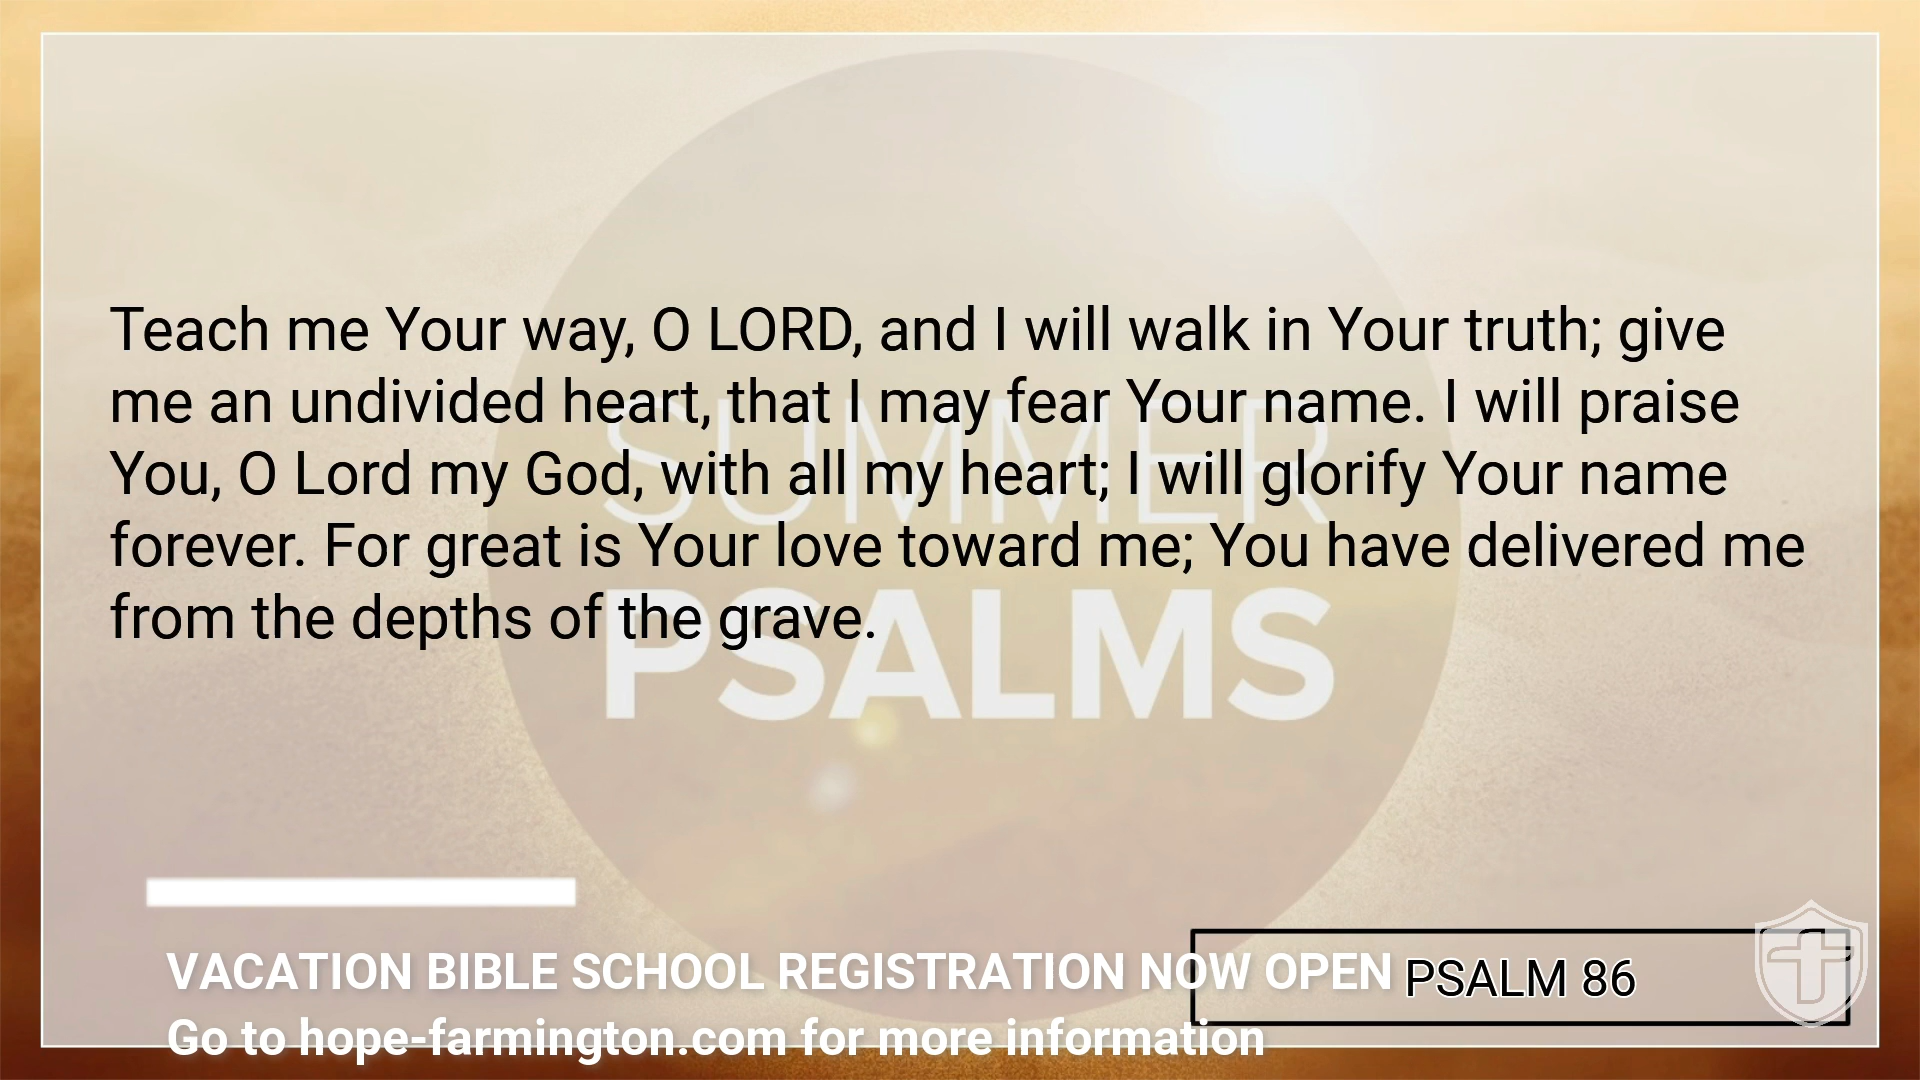 Teach me Your way, O LORD, and I will walk in Your truth; give
me an undivided heart, that I may fear Your name. I will praise
You, O Lord my God, with all my heart; I will glorify Your name
forever. For great is Your love toward me; You have delivered me
from the depths of the grave.
SUMMER
PSALMS
VACATION BIBLE SCHOOL REGISTRATION NOW OPEN
PSALM 86
Go to hope-farmington.com for more information